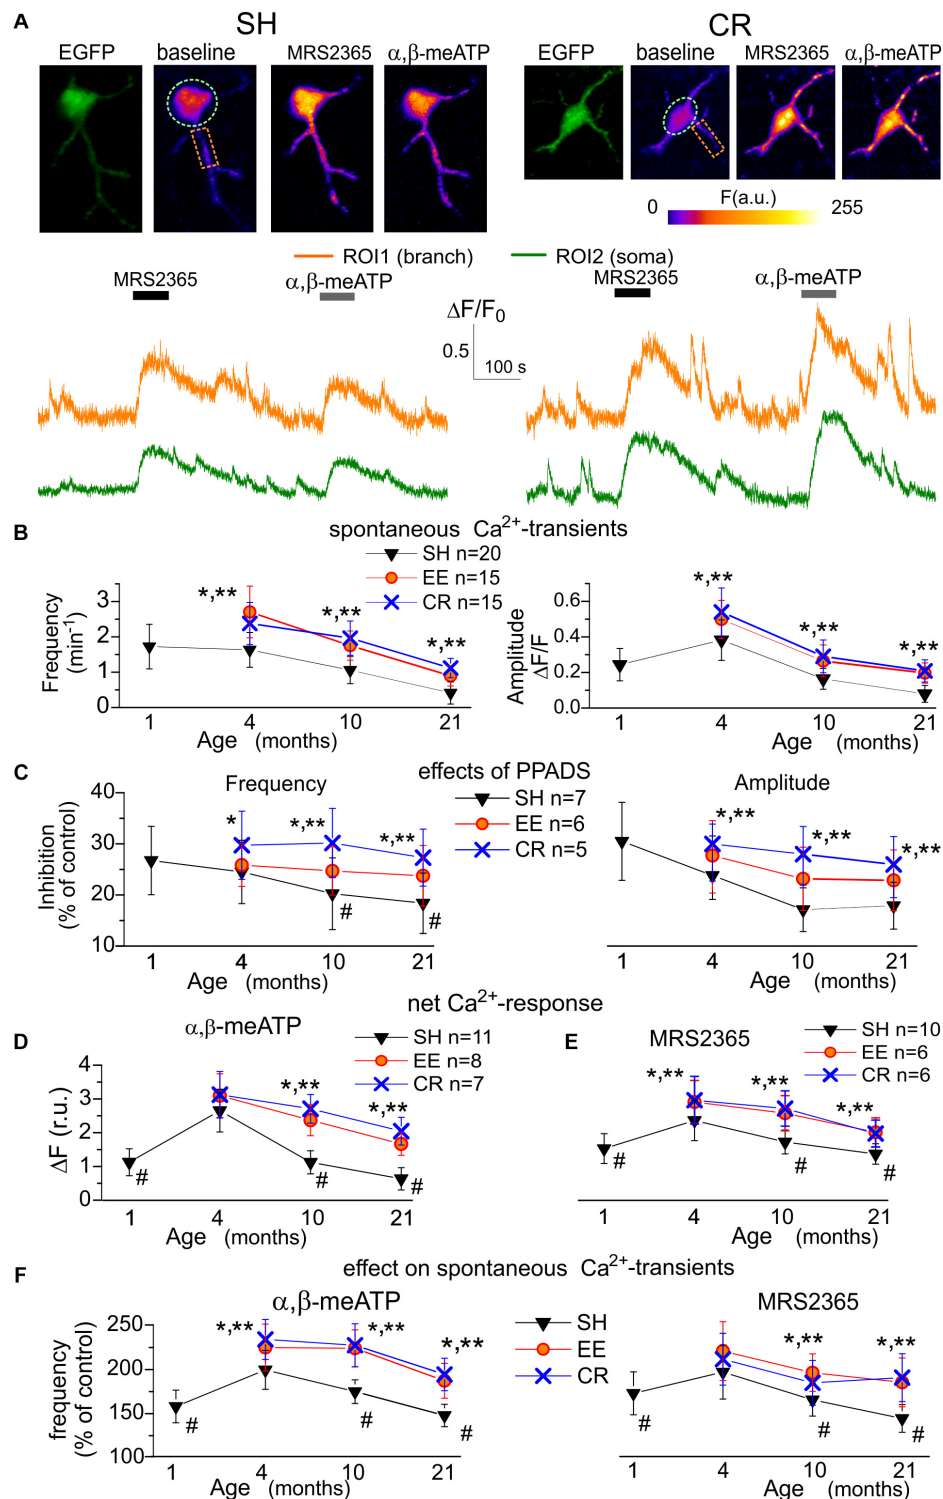 A SH CR
EGFP baseline MRS2365 α,β-meATP EGFP baseline MRS2365 α,β-meATP
F(a.u.)
0 255
ROI1 (branch) ROI2 (soma)
MRS2365 α,β-meATP MRS2365 α,β-meATP
ΔF/F0
0.5
100 s
B spontaneous Ca2+-transients
SH n=20
EE n=15
CR n=15
Frequency (min-1)
3
2
1
0
*,** *,** *,**
1 4 10 21
Age (months)
Amplitude ΔF/F
0.6
0.4
0.2
0.0
*,** *,** *,**
1 4 10 21
Age (months)
C effects of PPADS
Frequency Amplitude
SH n=7
EE n=6
CR n=5
Inhibition (% of control)
40
30
20
10
* *,** *,**
# #
1 4 10 21
Age (months)
*,** *,** *,**
1 4 10 21
Age (months)
net Ca2+-response
D α,β-meATP
SH n=11
EE n=8
CR n=7
ΔF (r.u.)
4
3
2
1
0
*,** *,**
# # #
1 4 10 21
Age (months)
E MRS2365
SH n=10
EE n=6
CR n=6
*,** *,** *,**
# # #
1 4 10 21
Age (months)
F effect on spontaneous Ca2+-transients
α,β-meATP MRS2365
SH
EE
CR
frequency (% of control)
250
200
150
100
*,** *,** *,**
# # #
1 4 10 21
Age (months)
*,** *,**
# # #
1 4 10 21
Age (months)